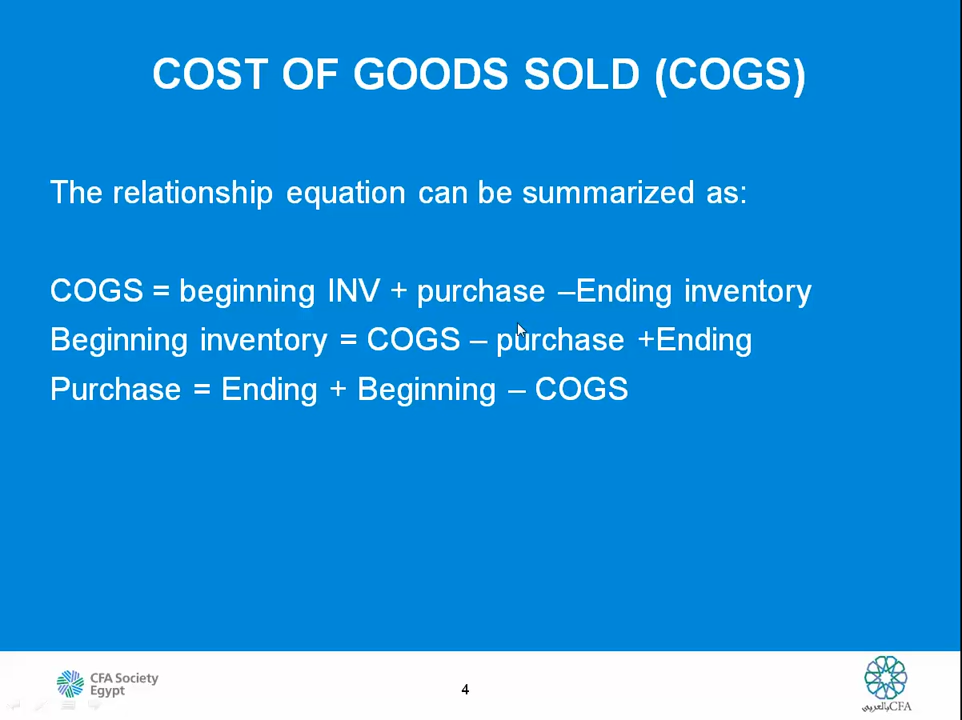 COST OF GOODS SOLD (COGS)
The relationship equation can be summarized as:
COGS = beginning INV + purchase –Ending inventory
Beginning inventory = COGS – purchase +Ending
Purchase = Ending + Beginning – COGS
CFA Society
Egypt
4
CFAبالعربي